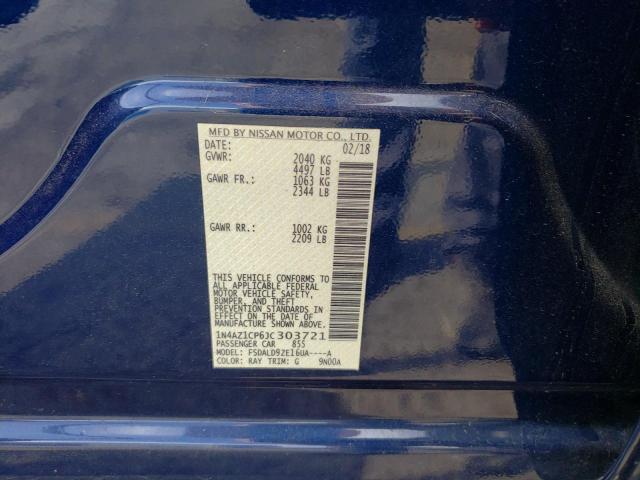 MFD BY NISSAN MOTOR CO., LTD.
DATE: 02/18
GVWR: 2040 KG
4497 LB
GAWR FR.: 1063 KG
2344 LB
GAWR RR.: 1002 KG
2209 LB
THIS VEHICLE CONFORMS TO
ALL APPLICABLE FEDERAL
MOTOR VEHICLE SAFETY,
BUMPER, AND THEFT
PREVENTION STANDARDS
IN EFFECT ON THE DATE OF
MANUFACTURE SHOWN ABOVE.
1N4AZ1CP6JC303721
PASSENGER CAR 855
MODEL: FSDALD9ZE16UA----A
COLOR: RAY TRIM: G 9N00A